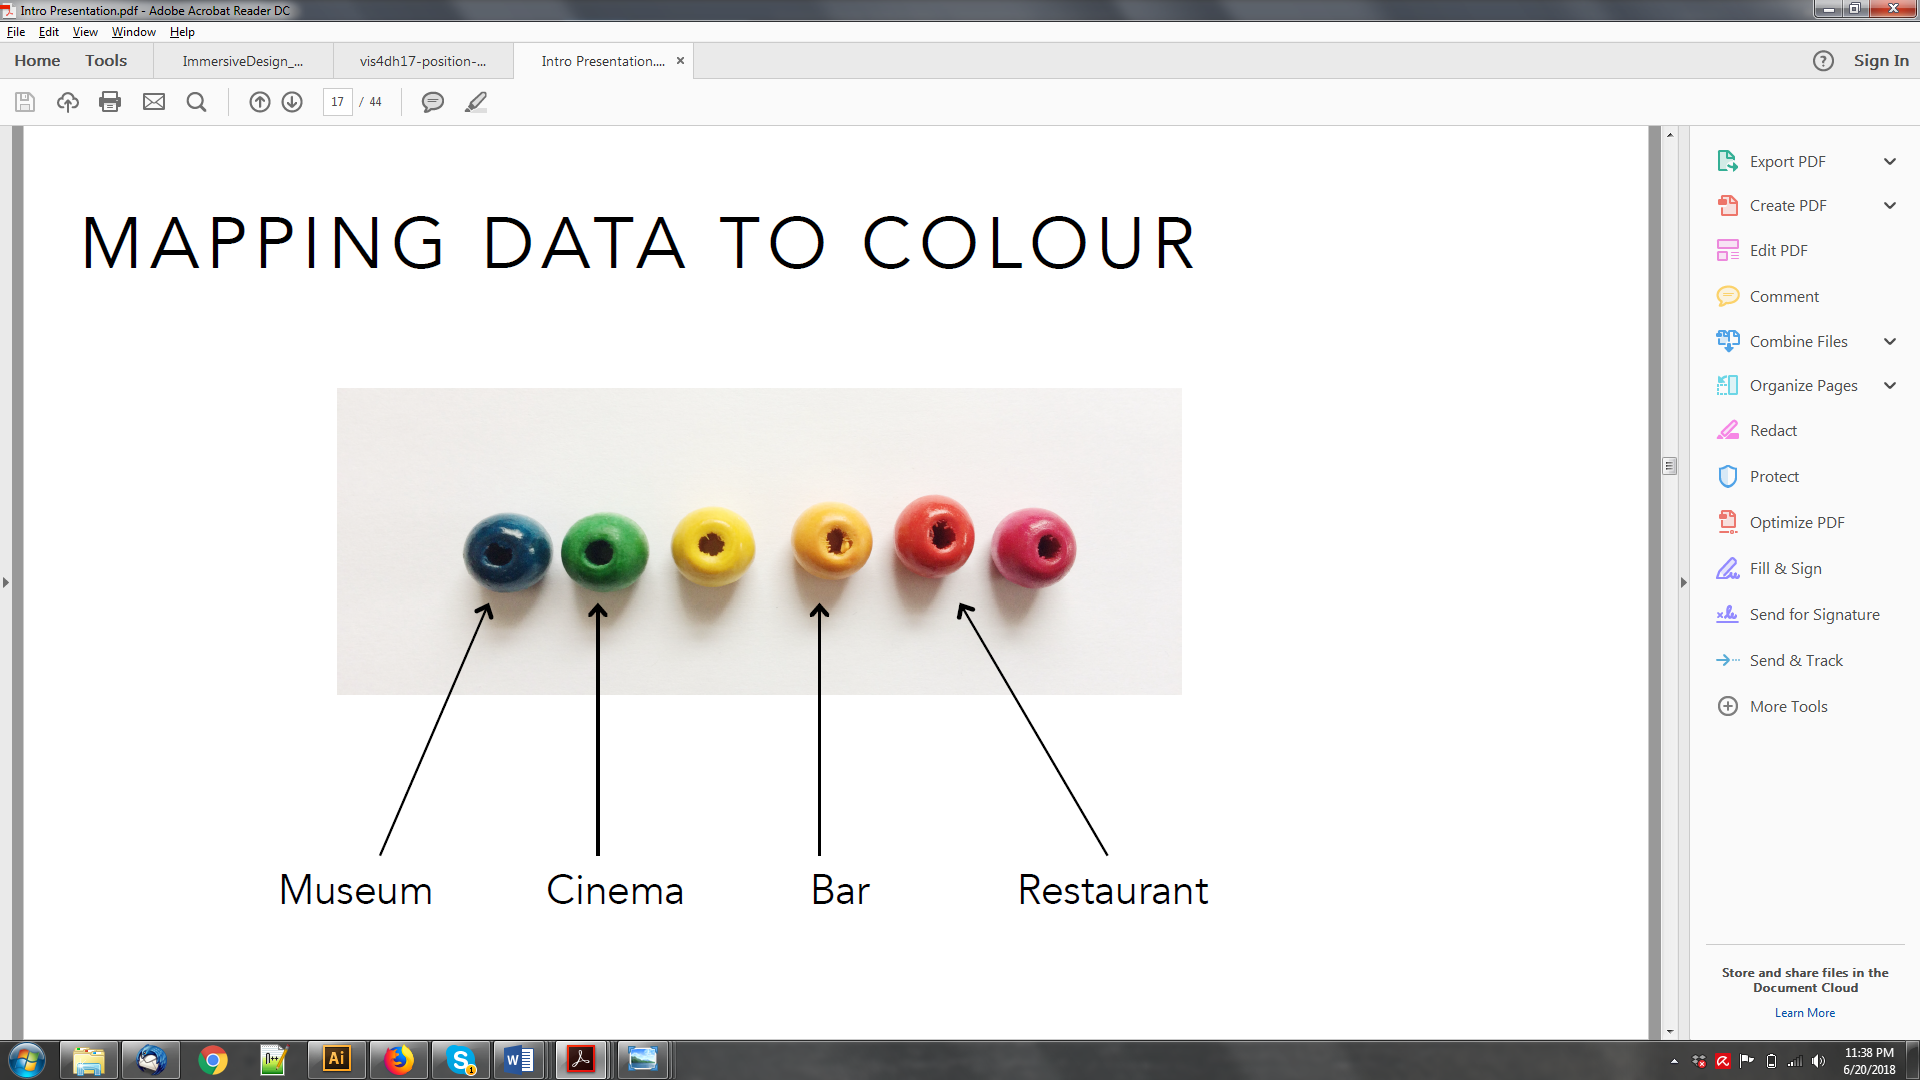 Intro Presentation.pdf - Adobe Acrobat Reader DC
File Edit View Window Help
Home Tools ImmersiveDesign_... vis4dh17-position-... Intro Presentation.... Sign In
17 / 44
MAPPING DATA TO COLOUR
Museum Cinema Bar Restaurant
Export PDF
Create PDF
Edit PDF
Comment
Combine Files
Organize Pages
Redact
Protect
Optimize PDF
Fill & Sign
Send for Signature
Send & Track
More Tools
Store and share files in the
Document Cloud
Learn More
Ai
11:38 PM
6/20/2018